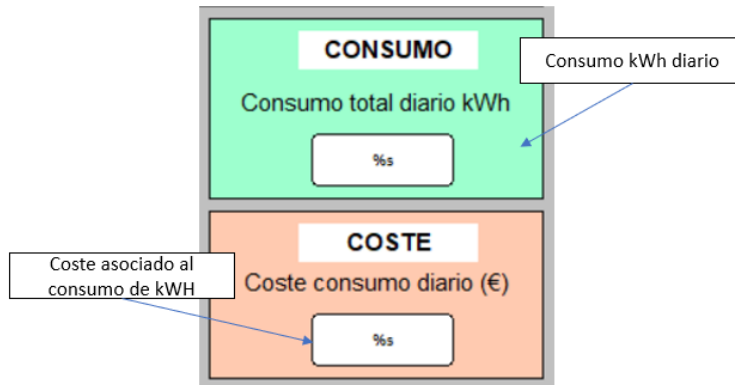 CONSUMO
Consumo kWh diario
Consumo total diario kWh
%s
COSTE
Coste asociado al
consumo de kWH
Coste consumo diario (€)
%s